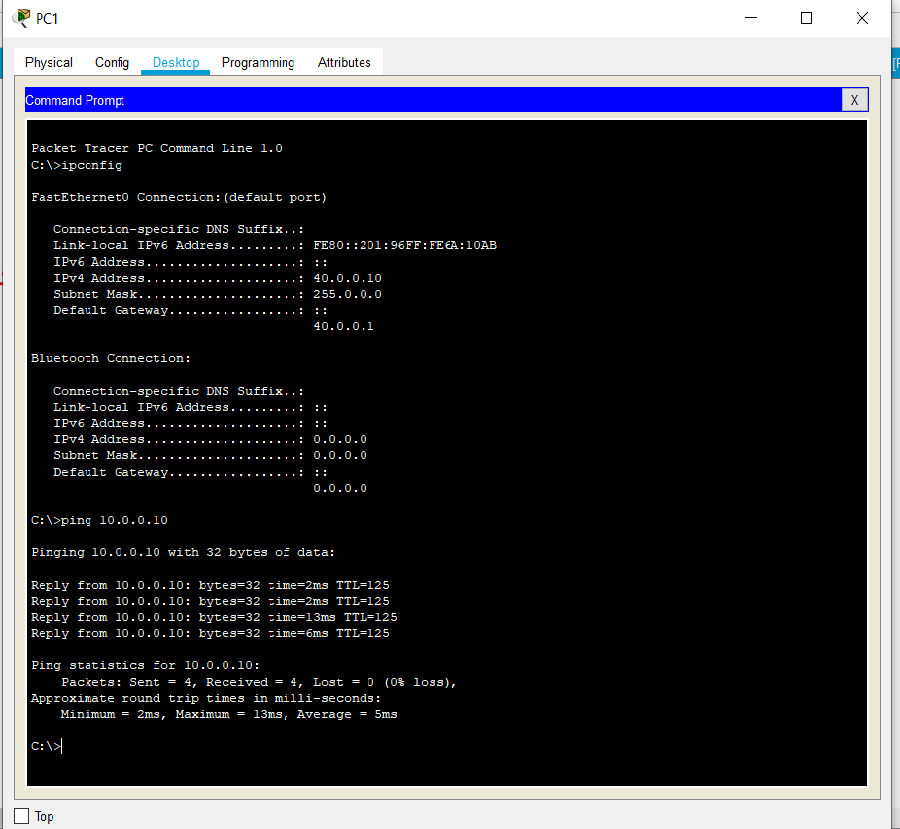 PC1
Physical Config Desktop Programming Attributes
Command Prompt X
Packet Tracer PC Command Line 1.0
C:\>ipconfig
FastEthernet0 Connection:(default port)
Connection-specific DNS Suffix..:
Link-local IPv6 Address.........: FE80::201:96FF:FE6A:10AB
IPv6 Address....................: ::
IPv4 Address....................: 40.0.0.10
Subnet Mask.....................: 255.0.0.0
Default Gateway.................: ::
40.0.0.1
Bluetooth Connection:
Connection-specific DNS Suffix..:
Link-local IPv6 Address.........: ::
IPv6 Address....................: ::
IPv4 Address....................: 0.0.0.0
Subnet Mask.....................: 0.0.0.0
Default Gateway.................: ::
0.0.0.0
C:\>ping 10.0.0.10
Pinging 10.0.0.10 with 32 bytes of data:
Reply from 10.0.0.10: bytes=32 time=2ms TTL=125
Reply from 10.0.0.10: bytes=32 time=2ms TTL=125
Reply from 10.0.0.10: bytes=32 time=13ms TTL=125
Reply from 10.0.0.10: bytes=32 time=6ms TTL=125
Ping statistics for 10.0.0.10:
Packets: Sent = 4, Received = 4, Lost = 0 (0% loss),
Approximate round trip times in milli-seconds:
Minimum = 2ms, Maximum = 13ms, Average = 5ms
C:\>
Top